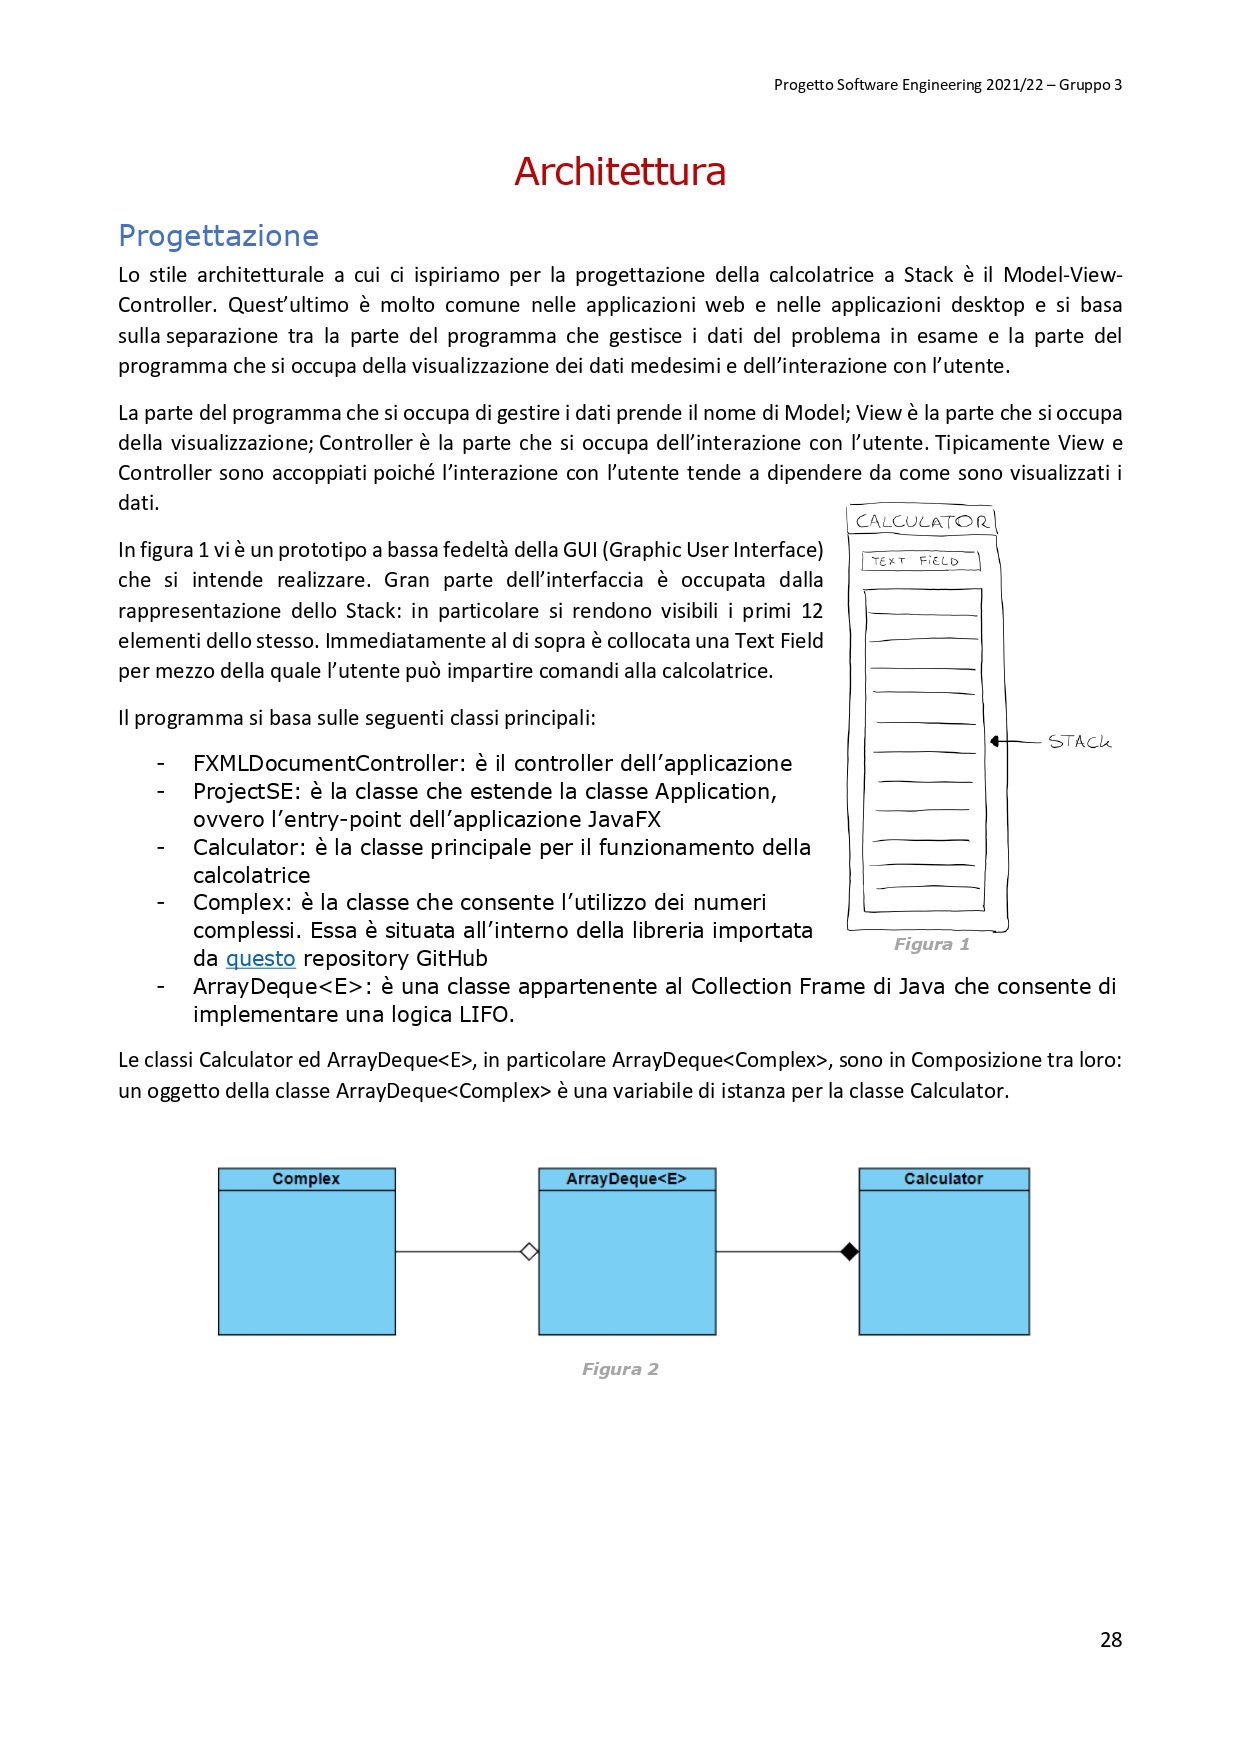 Progetto Software Engineering 2021/22 – Gruppo 3
Architettura
Progettazione
Lo stile architetturale a cui ci ispiriamo per la progettazione della calcolatrice a Stack è il Model-View-
Controller. Quest’ultimo è molto comune nelle applicazioni web e nelle applicazioni desktop e si basa
sulla separazione tra la parte del programma che gestisce i dati del problema in esame e la parte del
programma che si occupa della visualizzazione dei dati medesimi e dell’interazione con l’utente.
La parte del programma che si occupa di gestire i dati prende il nome di Model; View è la parte che si occupa
della visualizzazione; Controller è la parte che si occupa dell’interazione con l’utente. Tipicamente View e
Controller sono accoppiati poiché l’interazione con l’utente tende a dipendere da come sono visualizzati i
dati.
In figura 1 vi è un prototipo a bassa fedeltà della GUI (Graphic User Interface)
che si intende realizzare. Gran parte dell’interfaccia è occupata dalla
rappresentazione dello Stack: in particolare si rendono visibili i primi 12
elementi dello stesso. Immediatamente al di sopra è collocata una Text Field
per mezzo della quale l’utente può impartire comandi alla calcolatrice.
CALCULATOR
TEXT FiELD
STACK
Figura 1
Il programma si basa sulle seguenti classi principali:
- FXMLDocumentController: è il controller dell’applicazione
- ProjectSE: è la classe che estende la classe Application,
ovvero l’entry-point dell’applicazione JavaFX
- Calculator: è la classe principale per il funzionamento della
calcolatrice
- Complex: è la classe che consente l’utilizzo dei numeri
complessi. Essa è situata all’interno della libreria importata
da questo repository GitHub
- ArrayDeque<E>: è una classe appartenente al Collection Frame di Java che consente di
implementare una logica LIFO.
Le classi Calculator ed ArrayDeque<E>, in particolare ArrayDeque<Complex>, sono in Composizione tra loro:
un oggetto della classe ArrayDeque<Complex> è una variabile di istanza per la classe Calculator.
Complex
ArrayDeque<E>
Calculator
Figura 2
28